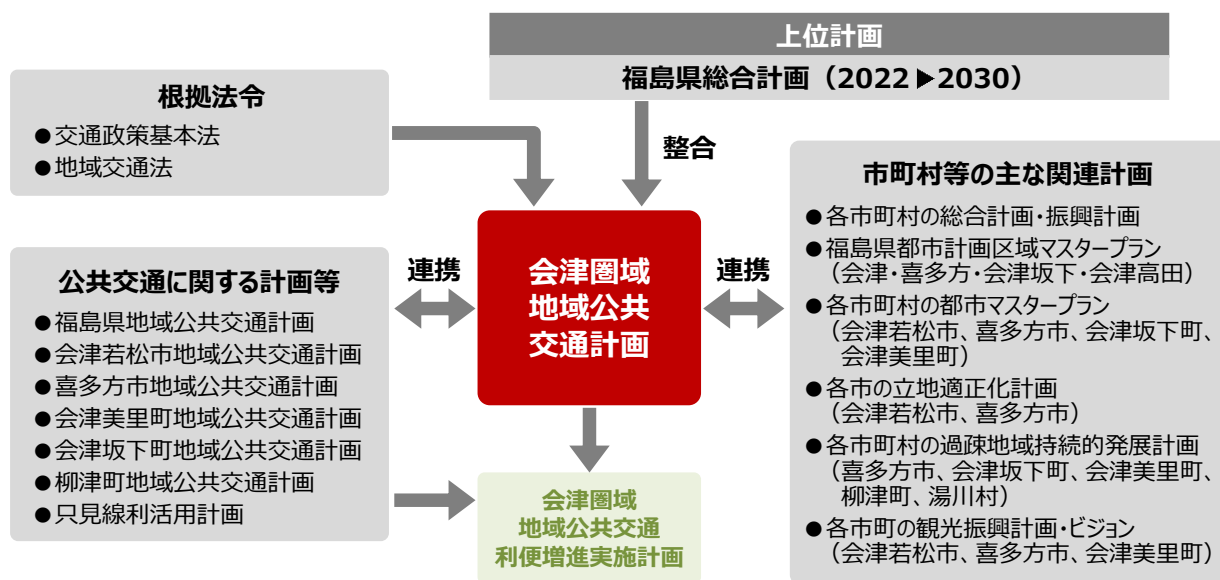 上位計画
福島県総合計画（2022▶2030）
根拠法令
●交通政策基本法
●地域交通法
整合
公共交通に関する計画等
●福島県地域公共交通計画
●会津若松市地域公共交通計画
●喜多方市地域公共交通計画
●会津美里町地域公共交通計画
●会津坂下町地域公共交通計画
●柳津町地域公共交通計画
●只見線利活用計画
連携
会津圏域
地域公共
交通計画
連携
会津圏域
地域公共交通
利便増進実施計画
市町村等の主な関連計画
●各市町村の総合計画・振興計画
●福島県都市計画区域マスタープラン
（会津・喜多方・会津坂下・会津高田）
●各市町村の都市マスタープラン
（会津若松市、喜多方市、会津坂下町、
会津美里町）
●各市の立地適正化計画
（会津若松市、喜多方市）
●各市町村の過疎地域持続的発展計画
（喜多方市、会津坂下町、会津美里町、
柳津町、湯川村）
●各市町の観光振興計画・ビジョン
（会津若松市、喜多方市、会津美里町）